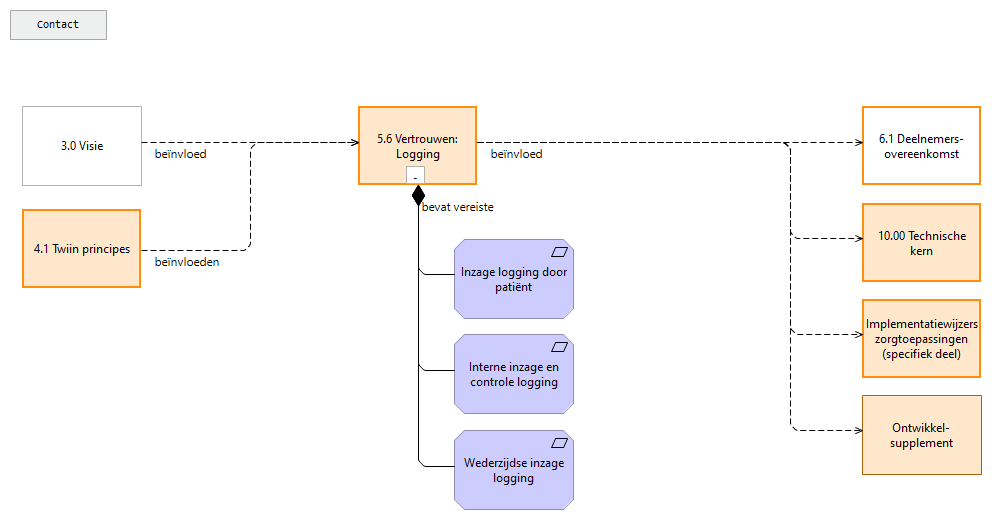 Contact
3.0 Visie
beïnvloed
4.1 Twiin principes
beïnvloeden
5.6 Vertrouwen:
Logging
-
beïnvloed
bevat vereiste
Inzage logging door
patiënt
Interne inzage en
controle logging
Wederzijdse inzage
logging
6.1 Deelnemers-
overeenkomst
10.00 Technische
kern
Implementatiewijzers
zorgtoepassingen
(specifiek deel)
Ontwikkel-
supplement